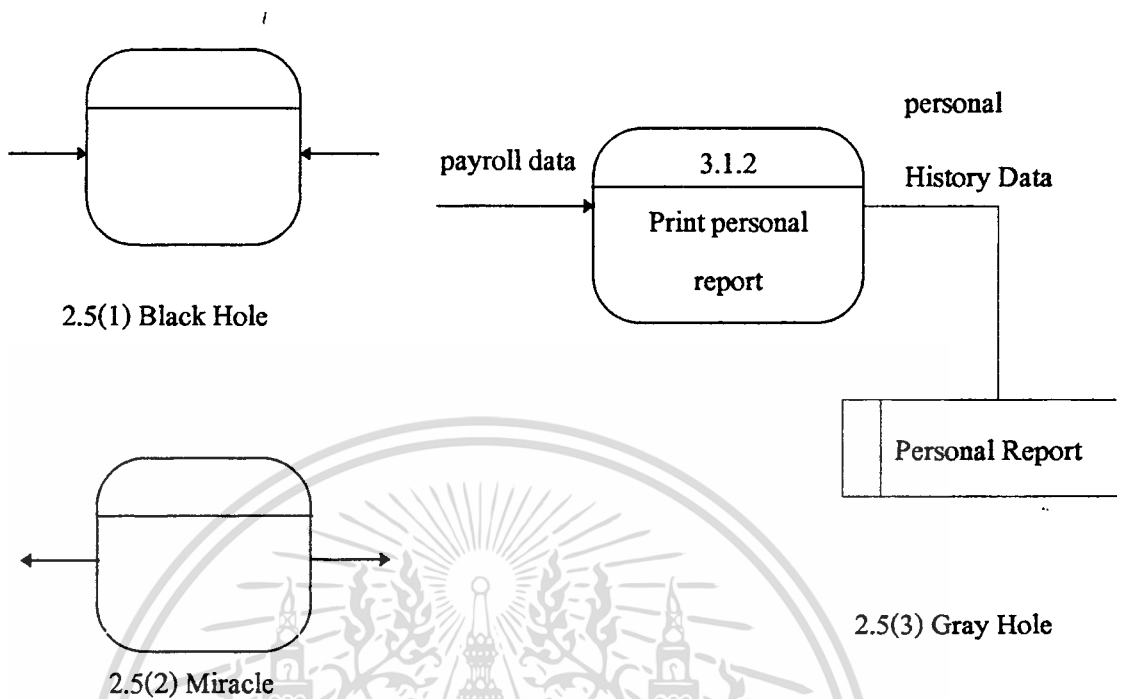 2.5(1) Black Hole
payroll data
3.1.2
Print personal
report
personal
History Data
Personal Report
2.5(2) Miracle
2.5(3) Gray Hole